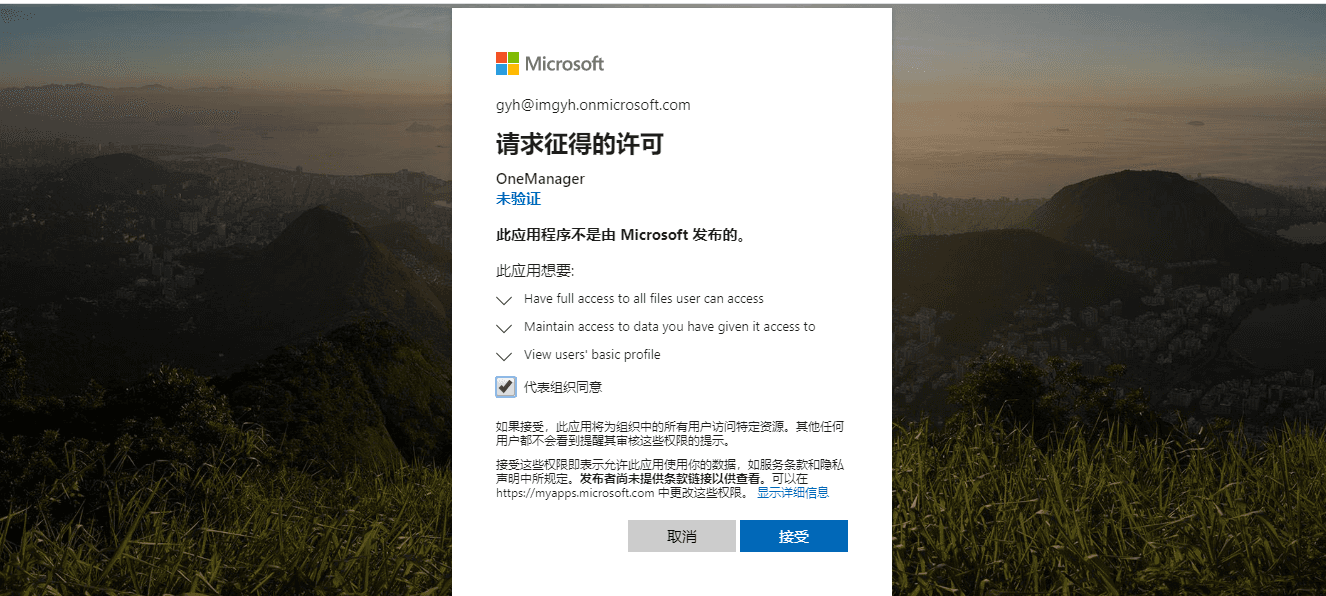 Microsoft
gyh@imgyh.onmicrosoft.com
请求征得的许可
OneManager
未验证
此应用程序不是由 Microsoft 发布的。
此应用想要:
Have full access to all files user can access
Maintain access to data you have given it access to
View users' basic profile
代表组织同意
如果接受，此应用将为组织中的所有用户访问特定资源。其他任何
用户都不会看到提醒其审核这些权限的提示。
接受这些权限即表示允许此应用使用你的数据，如服务条款和隐私
声明中所规定。发布者尚未提供条款链接以供查看。可以在
https://myapps.microsoft.com 中更改这些权限。 显示详细信息
取消 接受